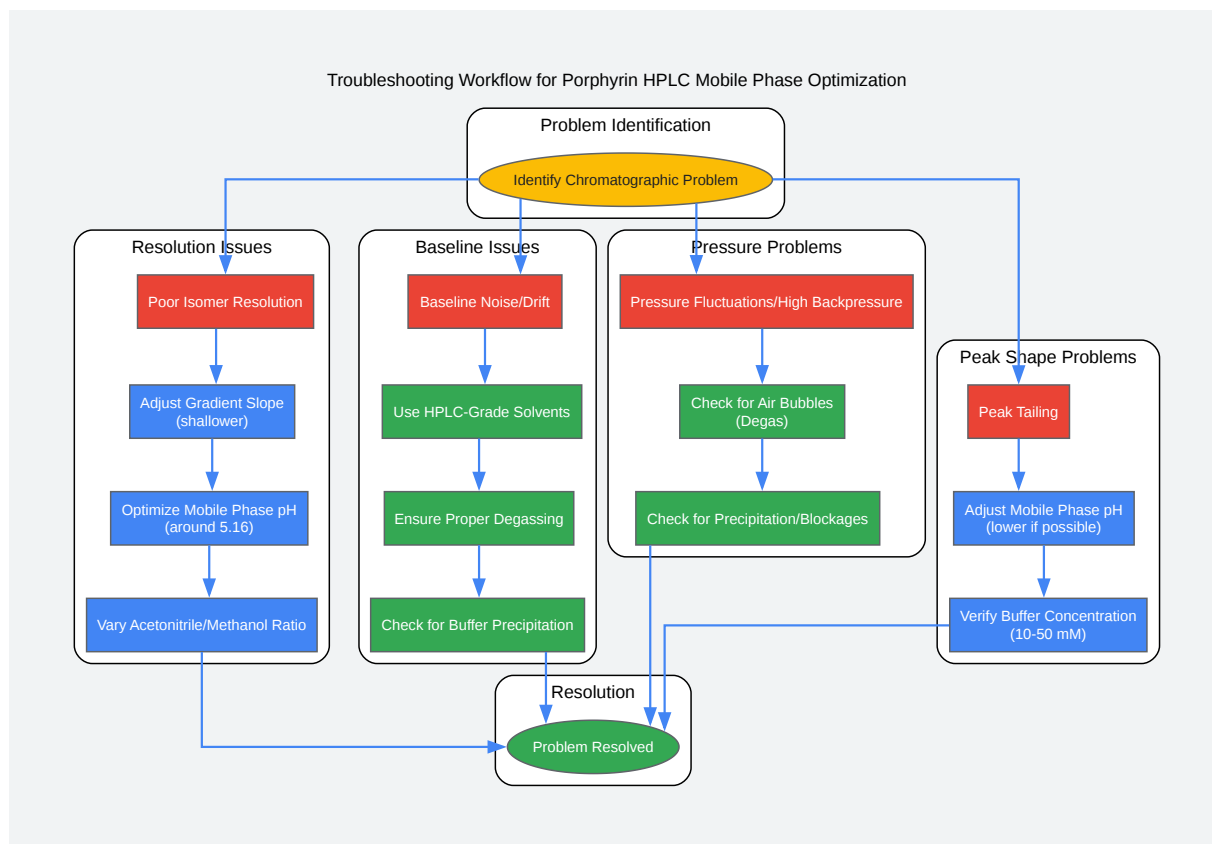 Troubleshooting Workflow for Porphyrin HPLC Mobile Phase Optimization
Problem Identification
Identify Chromatographic Problem
Resolution Issues
Poor Isomer Resolution
Adjust Gradient Slope
(shallower)
Optimize Mobile Phase pH
(around 5.16)
Vary Acetonitrile/Methanol Ratio
Baseline Issues
Baseline Noise/Drift
Use HPLC-Grade Solvents
Ensure Proper Degassing
Check for Buffer Precipitation
Pressure Problems
Pressure Fluctuations/High Backpressure
Check for Air Bubbles
(Degas)
Check for Precipitation/Blockages
Peak Shape Problems
Peak Tailing
Adjust Mobile Phase pH
(lower if possible)
Verify Buffer Concentration
(10-50 mM)
Resolution
Problem Resolved